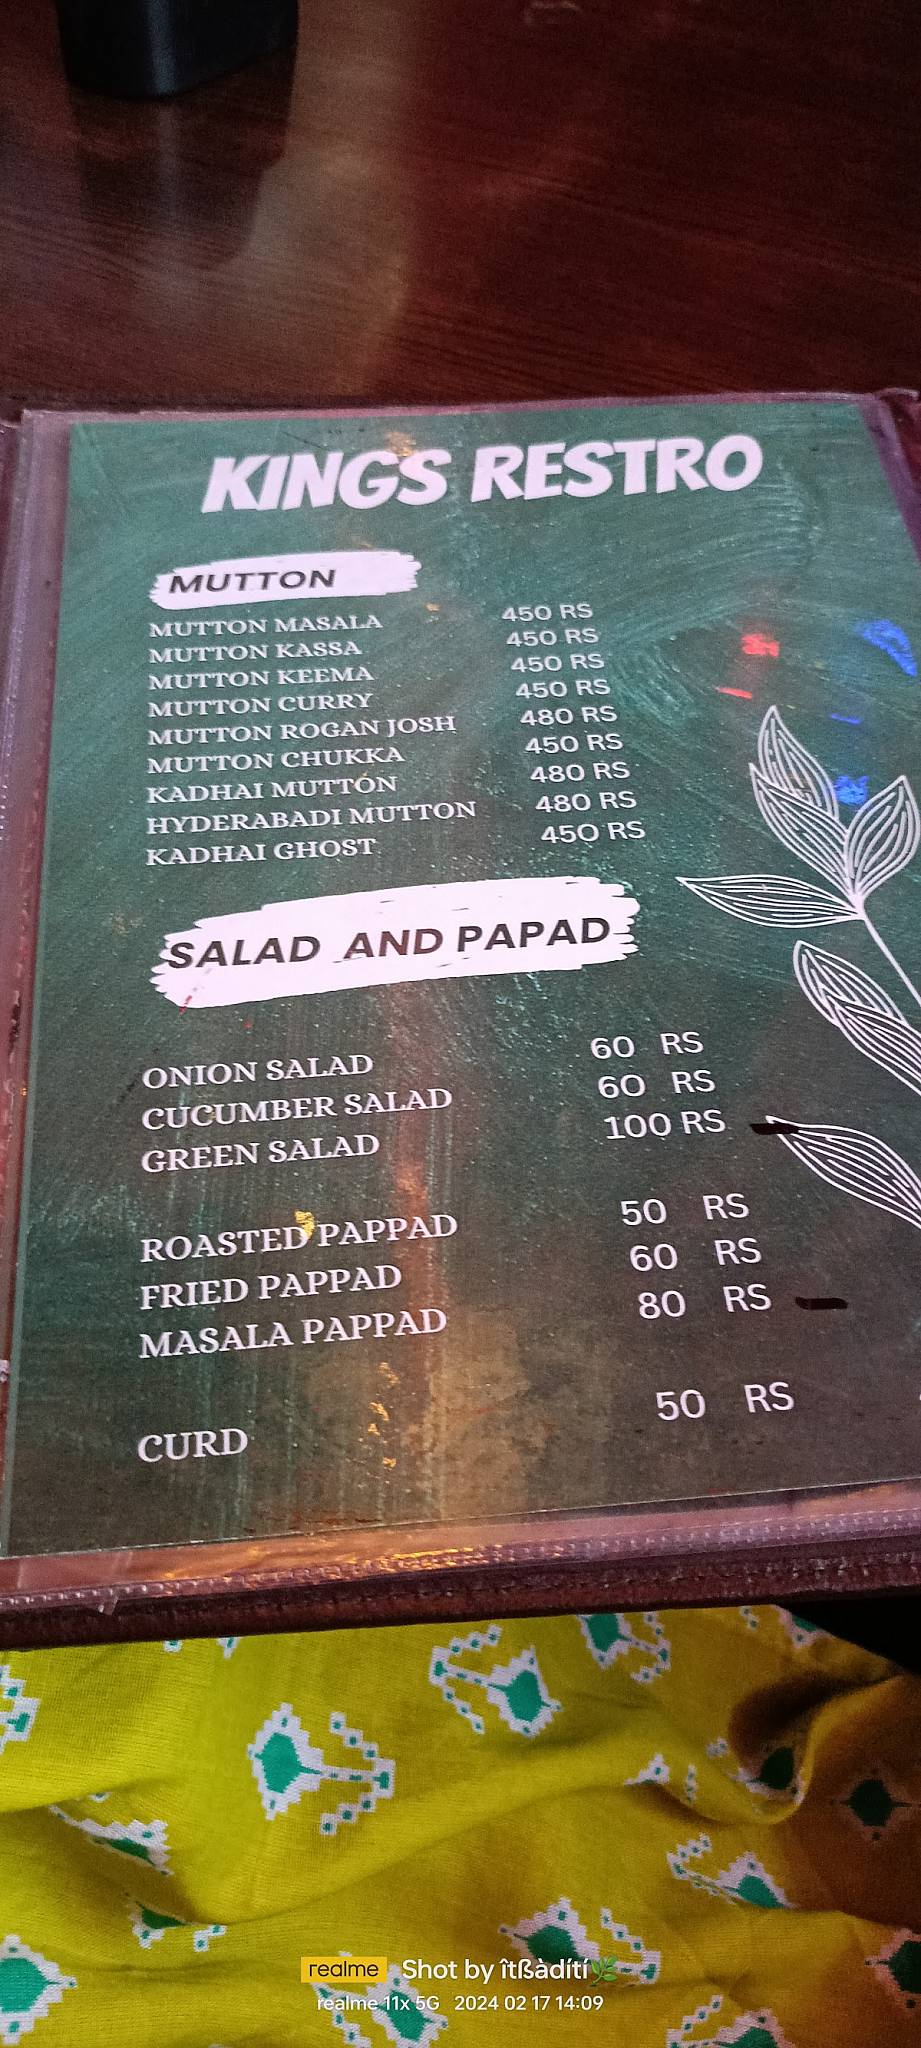 KINGS RESTRO
MUTTON
MUTTON MASALA 450 RS
MUTTON KASSA 450 RS
MUTTON KEEMA 450 RS
MUTTON CURRY 450 RS
MUTTON ROGAN JOSH 480 RS
MUTTON CHUKKA 450 RS
KADHAI MUTTON 480 RS
HYDERABADI MUTTON 480 RS
KADHAI GHOST 450 RS
SALAD AND PAPAD
ONION SALAD 60 RS
CUCUMBER SALAD 60 RS
GREEN SALAD 100 RS
ROASTED PAPPAD 50 RS
FRIED PAPPAD 60 RS
MASALA PAPPAD 80 RS
CURD 50 RS
realme Shot by îtßàdítí🌿
realme 11x 5G 2024 02 17 14:09